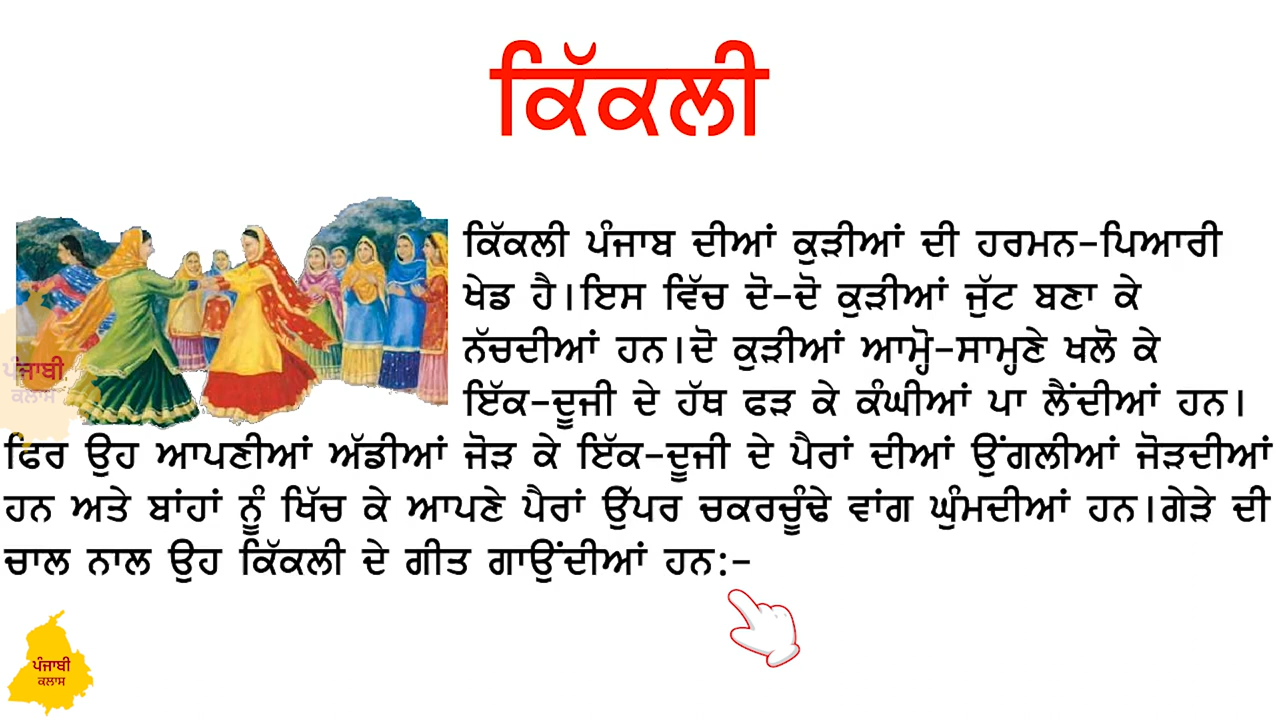 ਕਿੱਕਲੀ
ਕਿੱਕਲੀ ਪੰਜਾਬ ਦੀਆਂ ਕੁੜੀਆਂ ਦੀ ਹਰਮਨ-ਪਿਆਰੀ
ਖੇਡ ਹੈ।ਇਸ ਵਿੱਚ ਦੋ-ਦੋ ਕੁੜੀਆਂ ਜੁੱਟ ਬਣਾ ਕੇ
ਨੱਚਦੀਆਂ ਹਨ।ਦੋ ਕੁੜੀਆਂ ਆਮ੍ਹੋ-ਸਾਮ੍ਹਣੇ ਖਲੋ ਕੇ
ਇੱਕ-ਦੂਜੀ ਦੇ ਹੱਥ ਫੜ ਕੇ ਕੰਘੀਆਂ ਪਾ ਲੈਂਦੀਆਂ ਹਨ।
ਫਿਰ ਉਹ ਆਪਣੀਆਂ ਅੱਡੀਆਂ ਜੋੜ ਕੇ ਇੱਕ-ਦੂਜੀ ਦੇ ਪੈਰਾਂ ਦੀਆਂ ਉਂਗਲੀਆਂ ਜੋੜਦੀਆਂ
ਹਨ ਅਤੇ ਬਾਂਹਾਂ ਨੂੰ ਖਿੱਚ ਕੇ ਆਪਣੇ ਪੈਰਾਂ ਉੱਪਰ ਚਕਰਚੂੰਢੇ ਵਾਂਗ ਘੁੰਮਦੀਆਂ ਹਨ।ਗੇੜੇ ਦੀ
ਚਾਲ ਨਾਲ ਉਹ ਕਿੱਕਲੀ ਦੇ ਗੀਤ ਗਾਉਂਦੀਆਂ ਹਨ:-
ਪੰਜਾਬੀ
ਕਲਾਸ
ਪੰਜਾਬੀ
ਕਲਾਸ